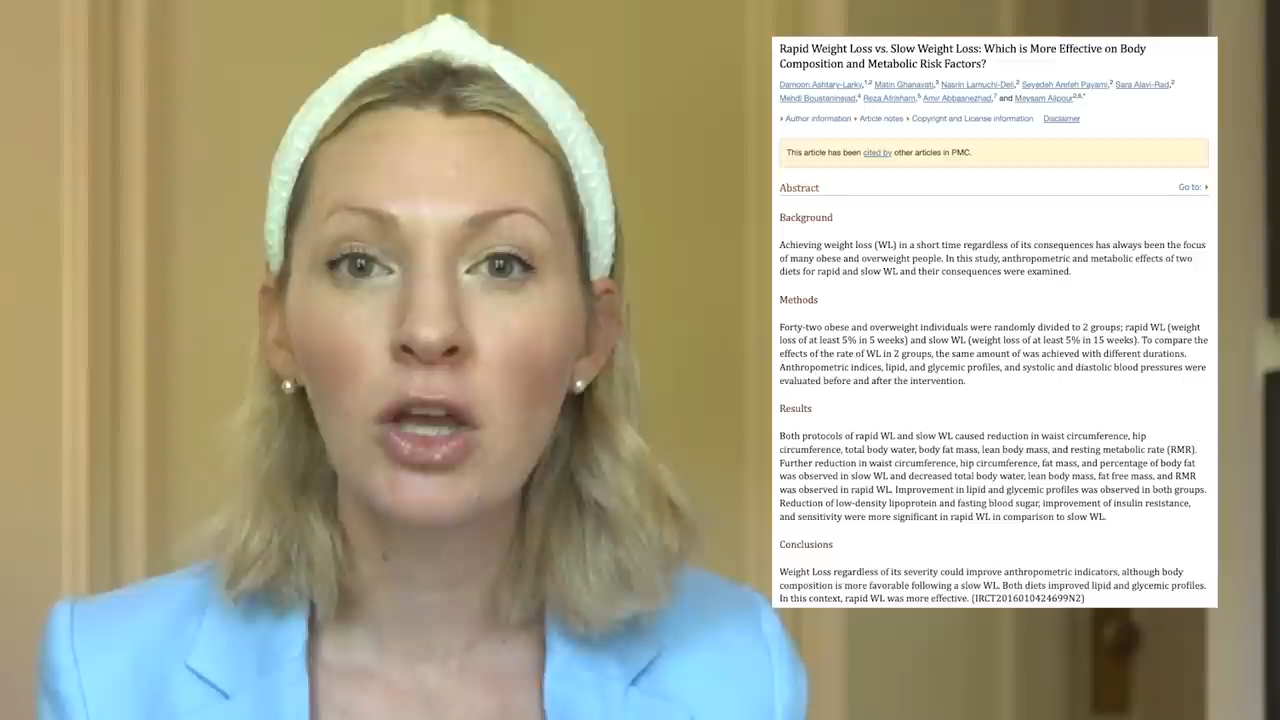 Rapid Weight Loss vs. Slow Weight Loss: Which is More Effective on Body
Composition and Metabolic Risk Factors?
Damoon Ashtary-Larky,1,2 Matin Ghanavati,3 Nasrin Lamuchi-Deli,2 Seyedeh Arefeh Payami,2 Sara Alavi-Rad,2
Mehdi Boustaninejad,4 Reza Afrisham,5 Amir Abbasnezhad,7 and Meysam Alipour2,6,*
Author information Article notes Copyright and License information Disclaimer
This article has been cited by other articles in PMC.
Abstract Go to:
Background
Achieving weight loss (WL) in a short time regardless of its consequences has always been the focus
of many obese and overweight people. In this study, anthropometric and metabolic effects of two
diets for rapid and slow WL and their consequences were examined.
Methods
Forty-two obese and overweight individuals were randomly divided to 2 groups; rapid WL (weight
loss of at least 5% in 5 weeks) and slow WL (weight loss of at least 5% in 15 weeks). To compare the
effects of the rate of WL in 2 groups, the same amount of was achieved with different durations.
Anthropometric indices, lipid, and glycemic profiles, and systolic and diastolic blood pressures were
evaluated before and after the intervention.
Results
Both protocols of rapid WL and slow WL caused reduction in waist circumference, hip
circumference, total body water, body fat mass, lean body mass, and resting metabolic rate (RMR).
Further reduction in waist circumference, hip circumference, fat mass, and percentage of body fat
was observed in slow WL and decreased total body water, lean body mass, fat free mass, and RMR
was observed in rapid WL. Improvement in lipid and glycemic profiles was observed in both groups.
Reduction of low-density lipoprotein and fasting blood sugar, improvement of insulin resistance,
and sensitivity were more significant in rapid WL in comparison to slow WL.
Conclusions
Weight Loss regardless of its severity could improve anthropometric indicators, although body
composition is more favorable following a slow WL. Both diets improved lipid and glycemic profiles.
In this context, rapid WL was more effective. (IRCT2016010424699N2)